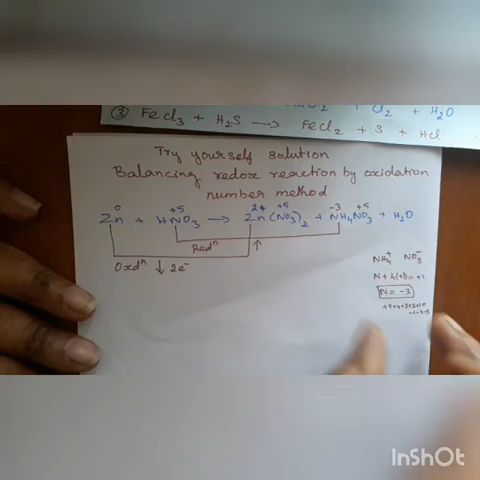 ③ FeCl3 + H2S → FeCl2 + S + HCl
Cl2 + H2O
Try yourself solution
Balancing redox reaction by oxidation
number method
0 +5 2+ +5 -3 +5
Zn + HNO3 → Zn(NO3)2 + NH4NO3 + H2O
Redn ↑
Oxdn ↓ 2e-
NH4+ NO3-
N + 4(+1) = +1
N = -3
InShOt